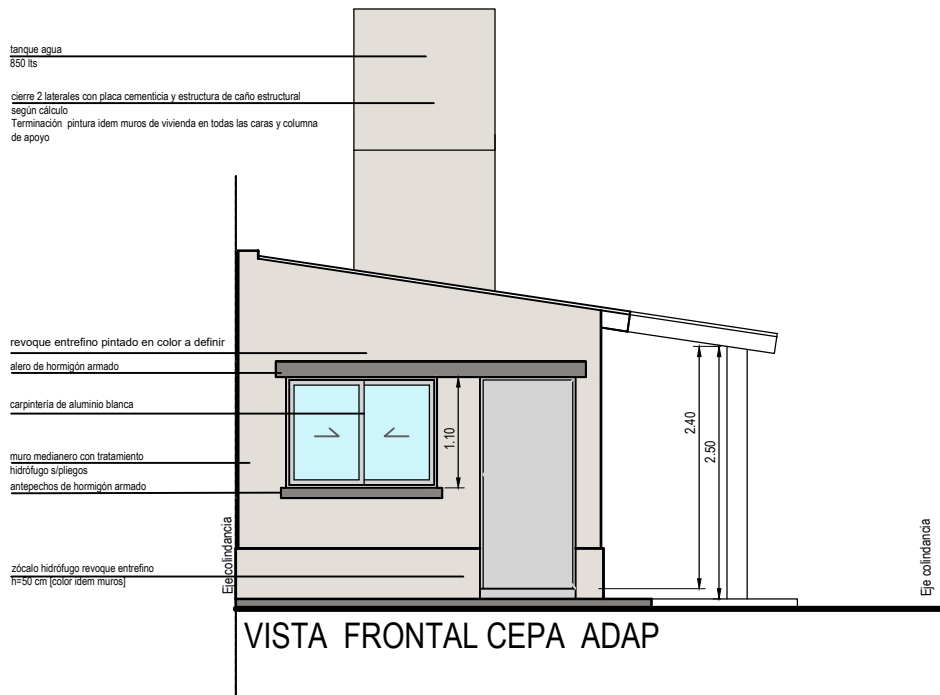 tanque agua
850 lts
cierre 2 laterales con placa cementicia y estructura de caño estructural
según cálculo
Terminación pintura idem muros de vivienda en todas las caras y columna
de apoyo
revoque entrefino pintado en color a definir
alero de hormigón armado
carpintería de aluminio blanca
muro medianero con tratamiento
hidrófugo s/pliegos
antepechos de hormigón armado
zócalo hidrófugo revoque entrefino
h=50 cm [color idem muros]
Eje colindancia
1.10
2.40
2.50
Eje colindancia
VISTA FRONTAL CEPA ADAP